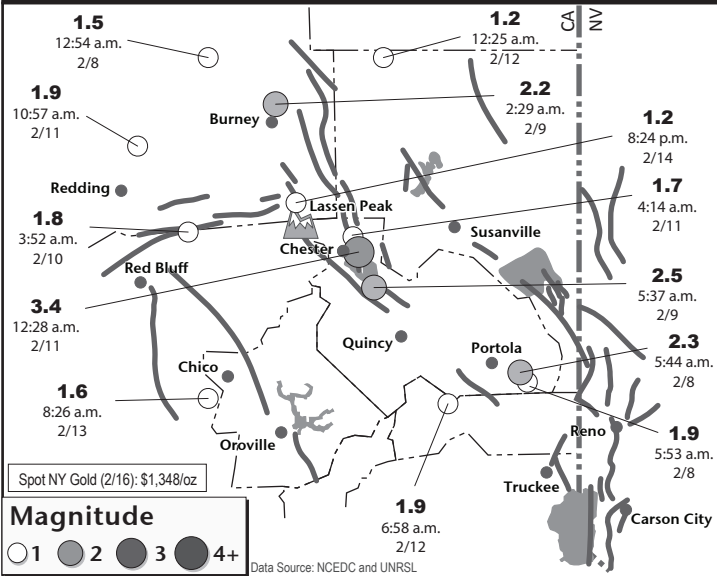 1.5
12:54 a.m.
2/8
1.2
12:25 a.m.
2/12
CA
NV
1.9
10:57 a.m.
2/11
2.2
2:29 a.m.
2/9
Burney
1.2
8:24 p.m.
2/14
Redding
Lassen Peak
1.7
4:14 a.m.
2/11
1.8
3:52 a.m.
2/10
Chester
Susanville
Red Bluff
2.5
5:37 a.m.
2/9
3.4
12:28 a.m.
2/11
Quincy
Portola
2.3
5:44 a.m.
2/8
Chico
1.6
8:26 a.m.
2/13
Oroville
Reno
1.9
5:53 a.m.
2/8
Spot NY Gold (2/16): $1,348/oz
Truckee
1.9
6:58 a.m.
2/12
Carson City
Magnitude
1 2 3 4+
Data Source: NCEDC and UNRSL